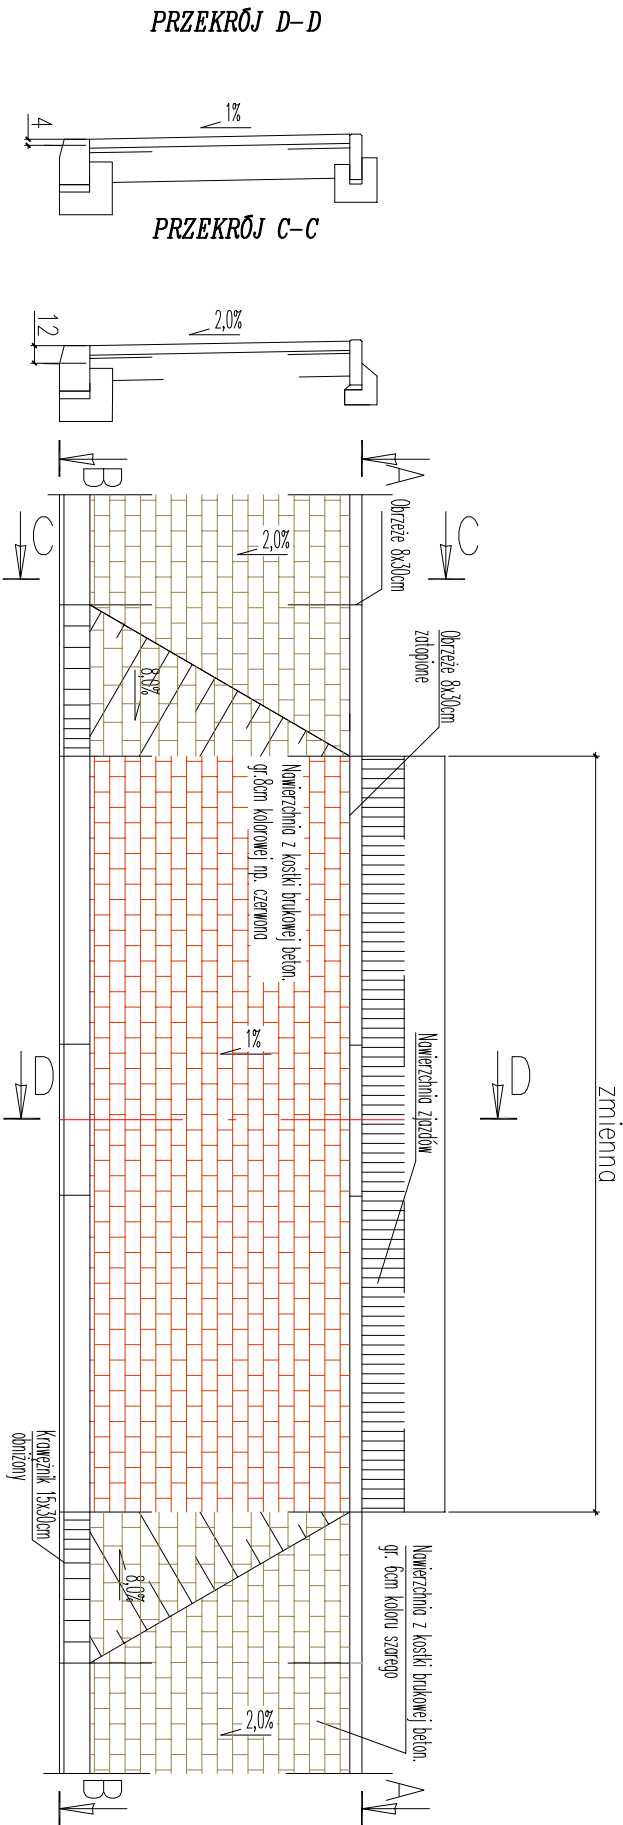 PRZEKRÓJ D-D
1%
4
PRZEKRÓJ C-C
2,0%
12
B
A
C
C
Obrzeże 8x30cm
2,0%
Obrzeże 8x30cm
zatopione
8,0%
Nawierzchnia z kostki brukowej beton.
gr.8cm kolorowej np. czerwona
1%
Nawierzchnia zjazdów
D
D
zmienna
Krawężnik 15x30cm
obniżony
8,0%
Nawierzchnia z kostki brukowej beton.
gr. 6cm koloru szarego
2,0%
B
A